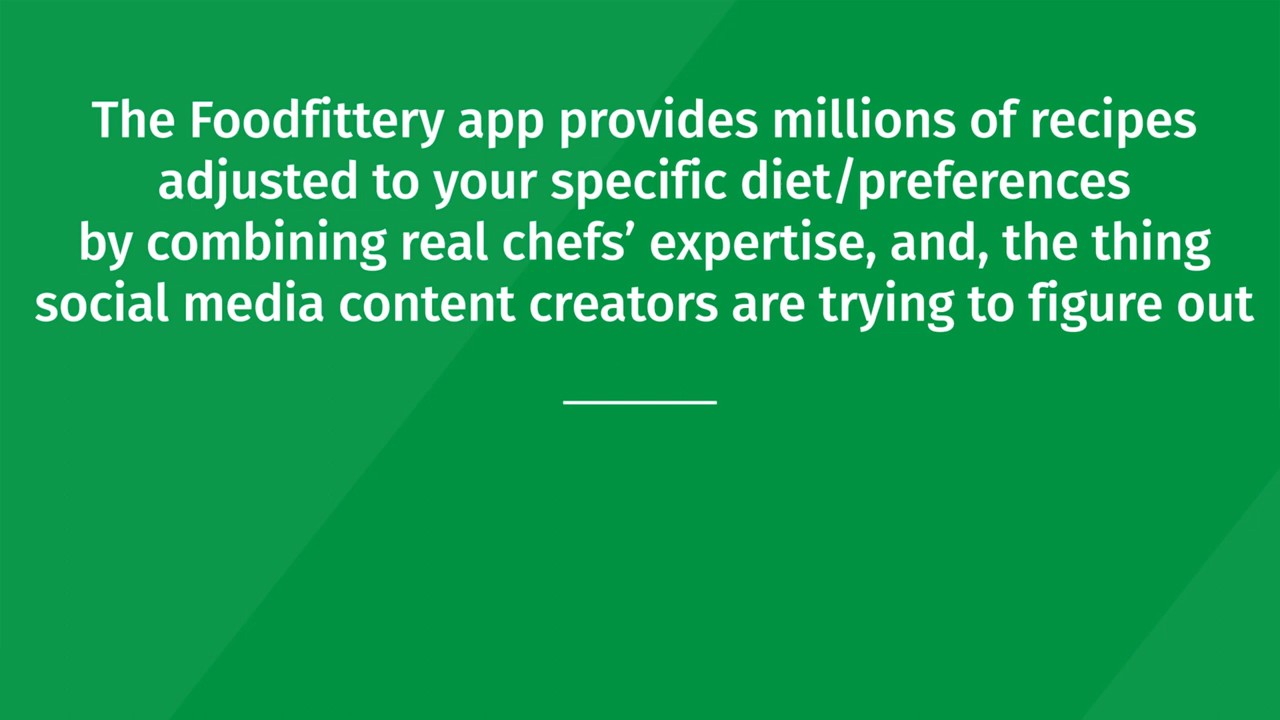 The Foodfittery app provides millions of recipes
adjusted to your specific diet/preferences
by combining real chefs’ expertise, and, the thing
social media content creators are trying to figure out